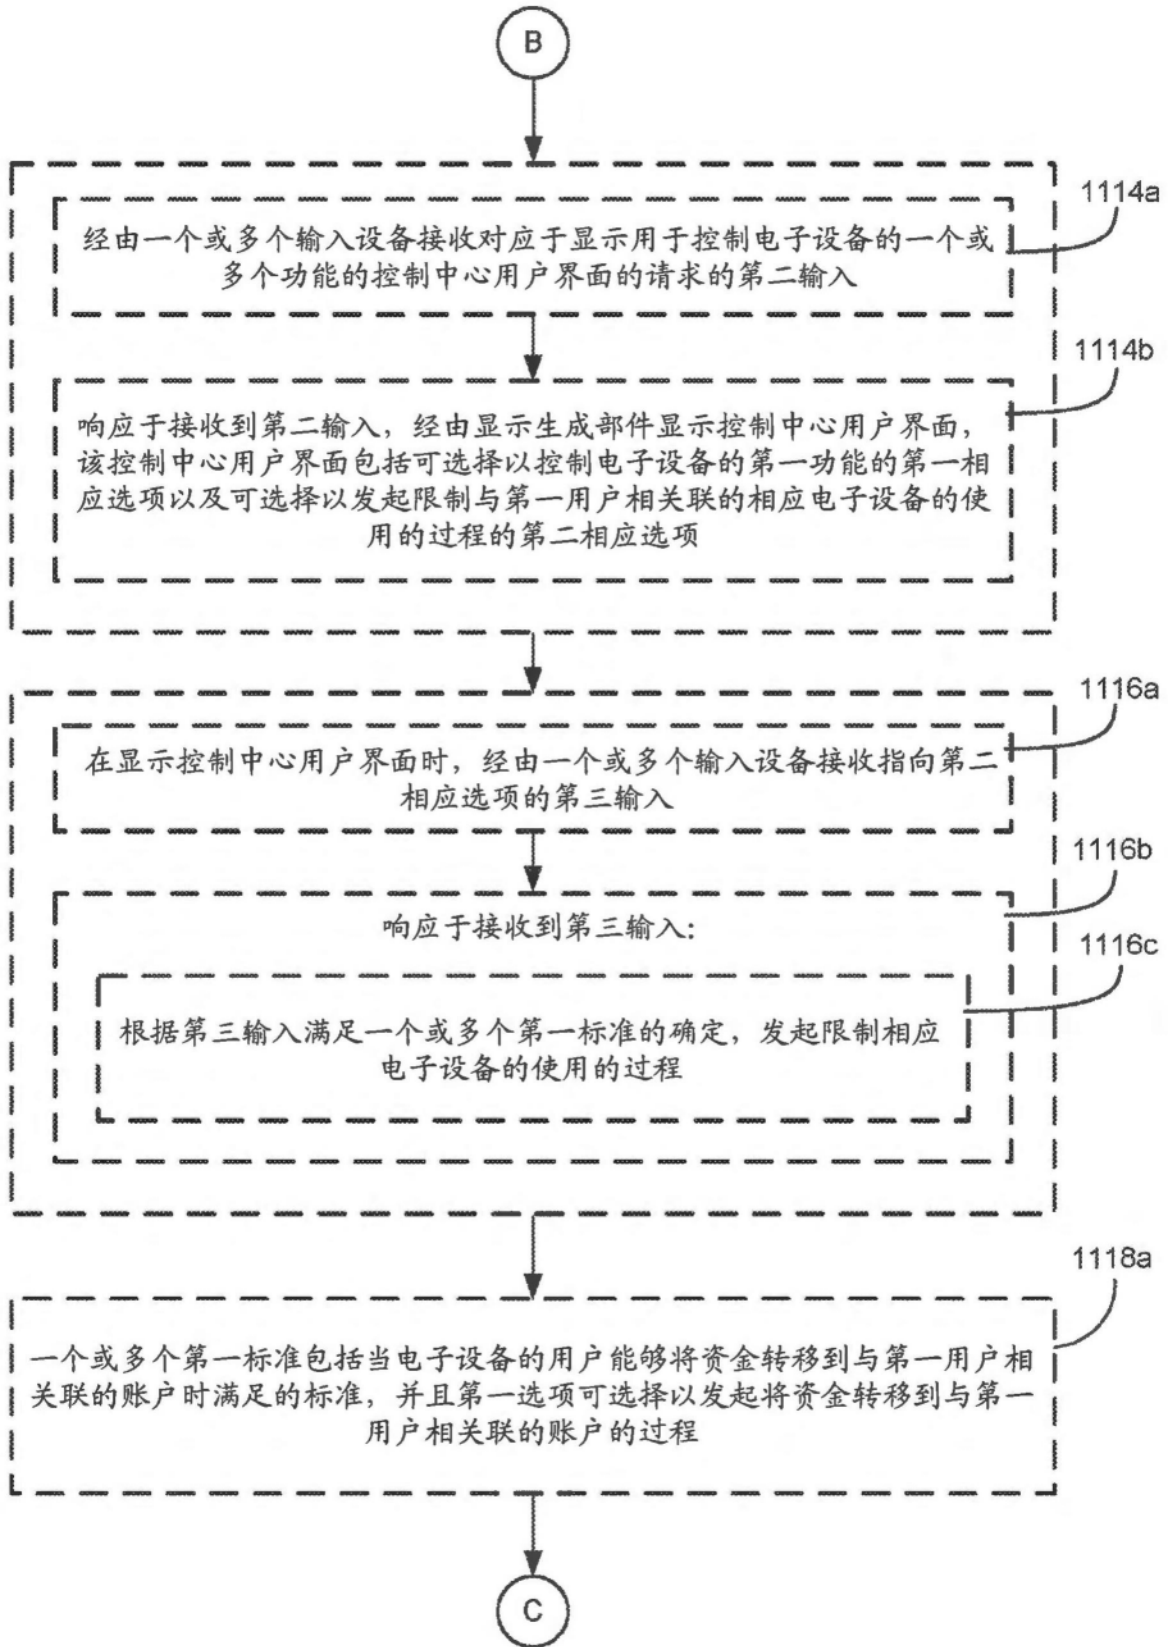 B
1114a
经由一个或多个输入设备接收对应于显示用于控制电子设备的一个或
多个功能的控制中心用户界面的请求的第二输入
1114b
响应于接收到第二输入，经由显示生成部件显示控制中心用户界面，
该控制中心用户界面包括可选择以控制电子设备的第一功能的第一相
应选项以及可选择以发起限制与第一用户相关联的相应电子设备的使
用的过程的第二相应选项
1116a
在显示控制中心用户界面时，经由一个或多个输入设备接收指向第二
相应选项的第三输入
1116b
响应于接收到第三输入：
1116c
根据第三输入满足一个或多个第一标准的确定，发起限制相应
电子设备的使用的过程
1118a
一个或多个第一标准包括当电子设备的用户能够将资金转移到与第一用户相
关联的账户时满足的标准，并且第一选项可选择以发起将资金转移到与第一
用户相关联的账户的过程
C